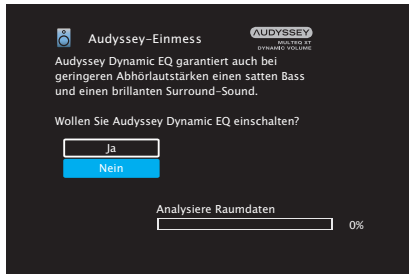 Audyssey-Einmess
AUDYSSEY
MULTEQ XT
DYNAMIC VOLUME
Audyssey Dynamic EQ garantiert auch bei
geringeren Abhörlautstärken einen satten Bass
und einen brillanten Surround-Sound.
Wollen Sie Audyssey Dynamic EQ einschalten?
Ja
Nein
Analysiere Raumdaten
0%